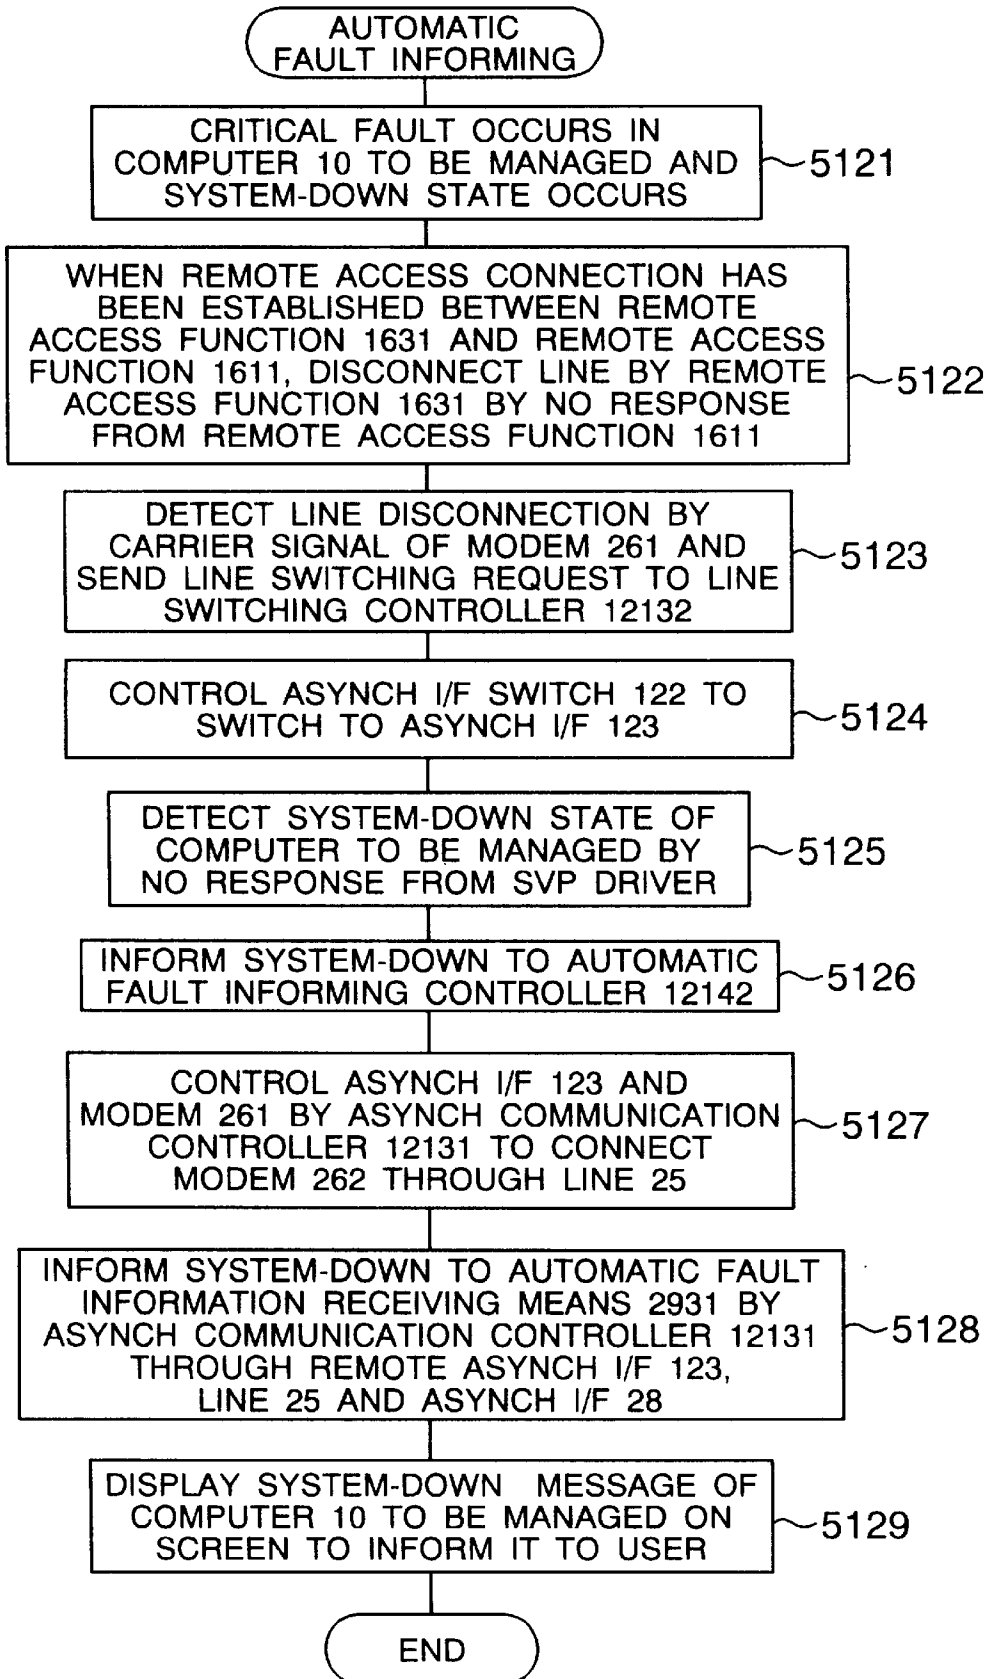 AUTOMATIC
FAULT INFORMING
CRITICAL FAULT OCCURS IN
COMPUTER 10 TO BE MANAGED AND
SYSTEM-DOWN STATE OCCURS
5121
WHEN REMOTE ACCESS CONNECTION HAS
BEEN ESTABLISHED BETWEEN REMOTE
ACCESS FUNCTION 1631 AND REMOTE ACCESS
FUNCTION 1611, DISCONNECT LINE BY REMOTE
ACCESS FUNCTION 1631 BY NO RESPONSE
FROM REMOTE ACCESS FUNCTION 1611
5122
DETECT LINE DISCONNECTION BY
CARRIER SIGNAL OF MODEM 261 AND
SEND LINE SWITCHING REQUEST TO LINE
SWITCHING CONTROLLER 12132
5123
CONTROL ASYNCH I/F SWITCH 122 TO
SWITCH TO ASYNCH I/F 123
5124
DETECT SYSTEM-DOWN STATE OF
COMPUTER TO BE MANAGED BY
NO RESPONSE FROM SVP DRIVER
5125
INFORM SYSTEM-DOWN TO AUTOMATIC
FAULT INFORMING CONTROLLER 12142
5126
CONTROL ASYNCH I/F 123 AND
MODEM 261 BY ASYNCH COMMUNICATION
CONTROLLER 12131 TO CONNECT
MODEM 262 THROUGH LINE 25
5127
INFORM SYSTEM-DOWN TO AUTOMATIC FAULT
INFORMATION RECEIVING MEANS 2931 BY
ASYNCH COMMUNICATION CONTROLLER 12131
THROUGH REMOTE ASYNCH I/F 123,
LINE 25 AND ASYNCH I/F 28
5128
DISPLAY SYSTEM-DOWN MESSAGE OF
COMPUTER 10 TO BE MANAGED ON
SCREEN TO INFORM IT TO USER
5129
END